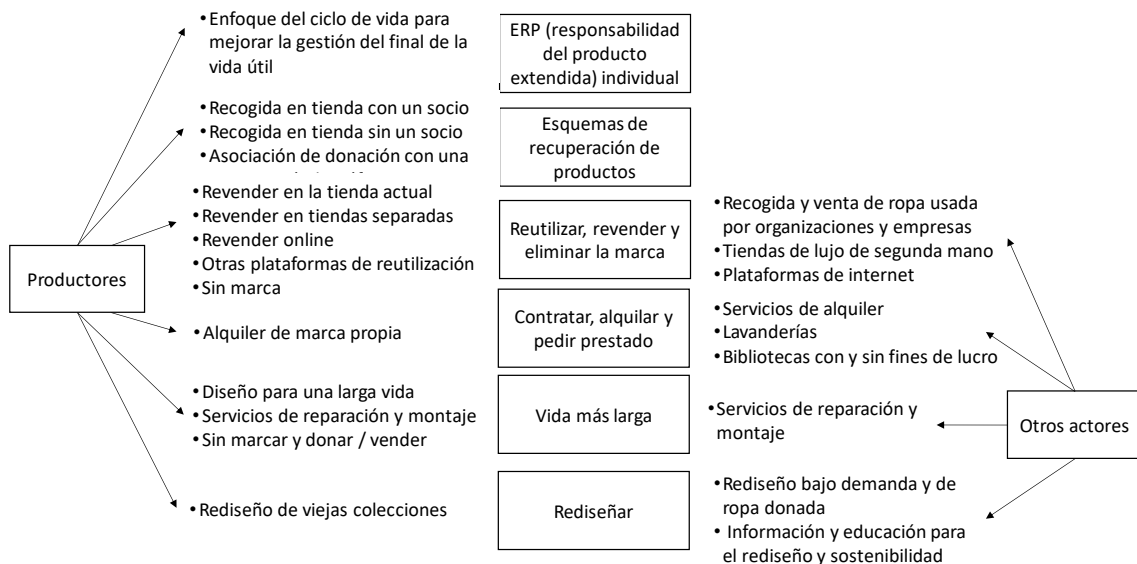 • Enfoque del ciclo de vida para
mejorar la gestión del final de la
vida útil
ERP (responsabilidad
del producto
extendida) individual
• Recogida en tienda con un socio
• Recogida en tienda sin un socio
• Asociación de donación con una
Esquemas de
recuperación de
productos
• Revender en la tienda actual
• Revender en tiendas separadas
• Revender online
• Otras plataformas de reutilización
• Sin marca
Reutilizar, revender y
eliminar la marca
• Recogida y venta de ropa usada
por organizaciones y empresas
• Tiendas de lujo de segunda mano
• Plataformas de internet
Productores
• Alquiler de marca propia
Contratar, alquilar y
pedir prestado
• Servicios de alquiler
• Lavanderías
• Bibliotecas con y sin fines de lucro
• Diseño para una larga vida
• Servicios de reparación y montaje
• Sin marcar y donar / vender
Vida más larga
• Servicios de reparación y
montaje
Otros actores
• Rediseño de viejas colecciones
Rediseñar
• Rediseño bajo demanda y de
ropa donada
• Información y educación para
el rediseño y sostenibilidad